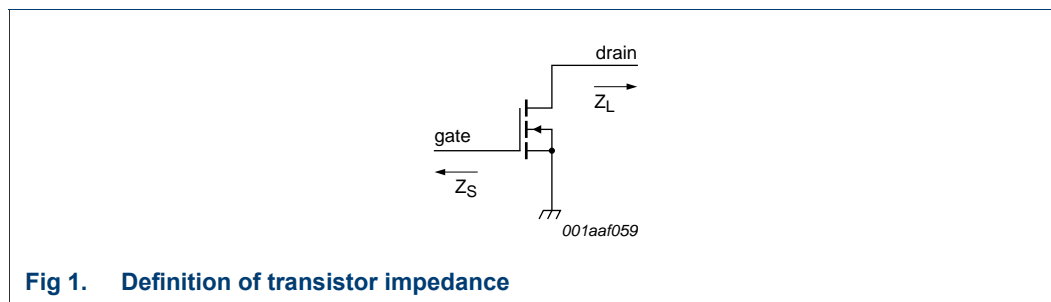 drain
Z_L
gate
Z_S
001aaf059
Fig 1. Definition of transistor impedance